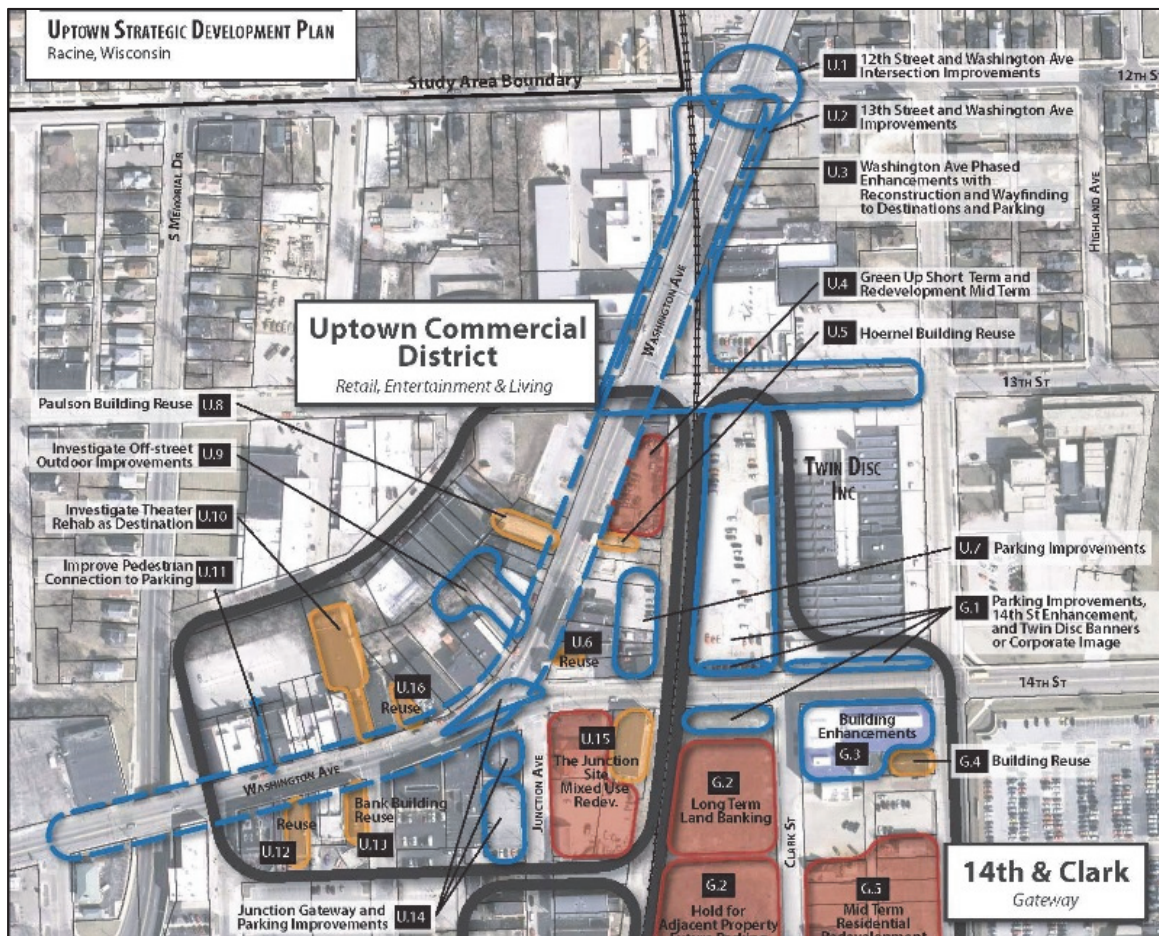 UPTOWN STRATEGIC DEVELOPMENT PLAN
Racine, Wisconsin
Study Area Boundary
12TH ST
U.1 12th Street and Washington Ave
Intersection Improvements
U.2 13th Street and Washington Ave
Improvements
U.3 Washington Ave Phased
Enhancements with
Reconstruction and Wayfinding
to Destinations and Parking
S MEMORIAL DR
HIGHLAND AVE
WASHINGTON AVE
U.4 Green Up Short Term and
Redevelopment Mid Term
U.5 Hoernel Building Reuse
Uptown Commercial
District
Retail, Entertainment & Living
13TH ST
Paulson Building Reuse U.8
Investigate Off-street
Outdoor Improvements U.9
Investigate Theater
Rehab as Destination U.10
Improve Pedestrian
Connection to Parking U.11
TWIN DISC
INC
U.7 Parking Improvements
G.1 Parking Improvements,
14th St Enhancement,
and Twin Disc Banners
or Corporate Image
U.6
Reuse
U.16
Reuse
14TH ST
U.15
The Junction
Site
Mixed Use
Redev.
Building
Enhancements
G.3
G.4 Building Reuse
WASHINGTON AVE
JUNCTION AVE
G.2
Long Term
Land Banking
CLARK ST
Reuse
U.12
Bank Building
Reuse
U.13
Junction Gateway and
Parking Improvements U.14
G.2
Hold for
Adjacent Property
G.5
Mid Term
Residential
14th & Clark
Gateway